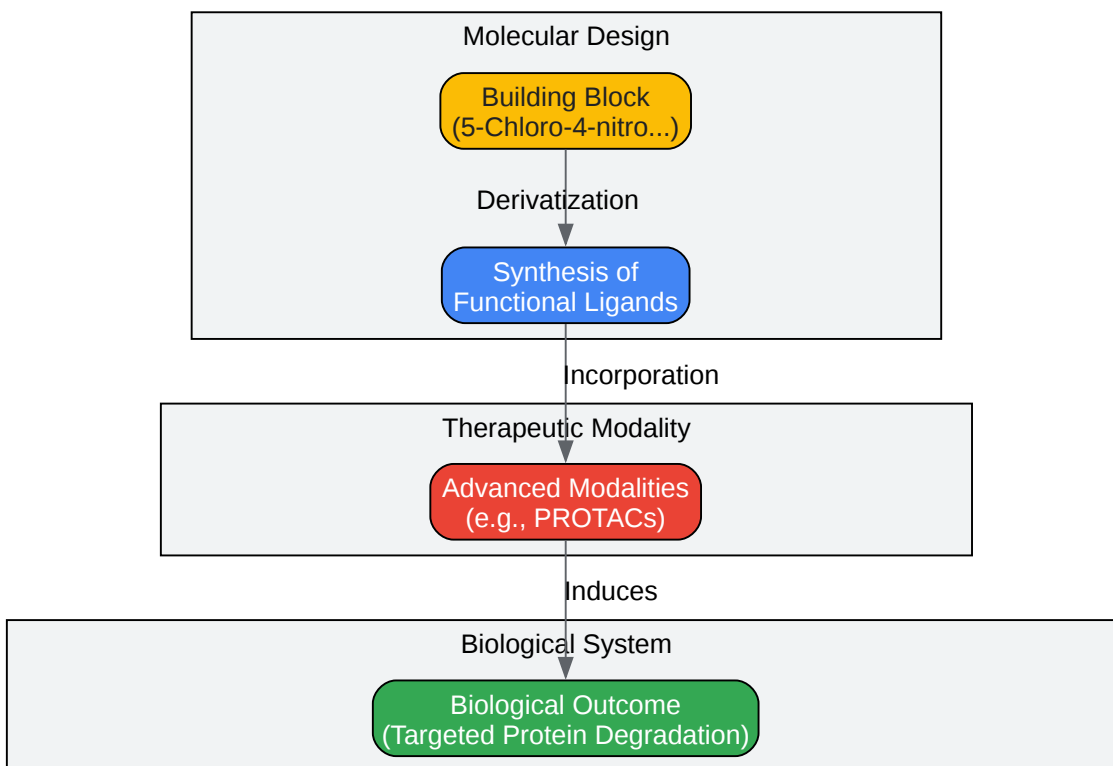 Molecular Design
Building Block
(5-Chloro-4-nitro...)
Derivatization
Synthesis of
Functional Ligands
Incorporation
Therapeutic Modality
Advanced Modalities
(e.g., PROTACs)
Induces
Biological System
Biological Outcome
(Targeted Protein Degradation)